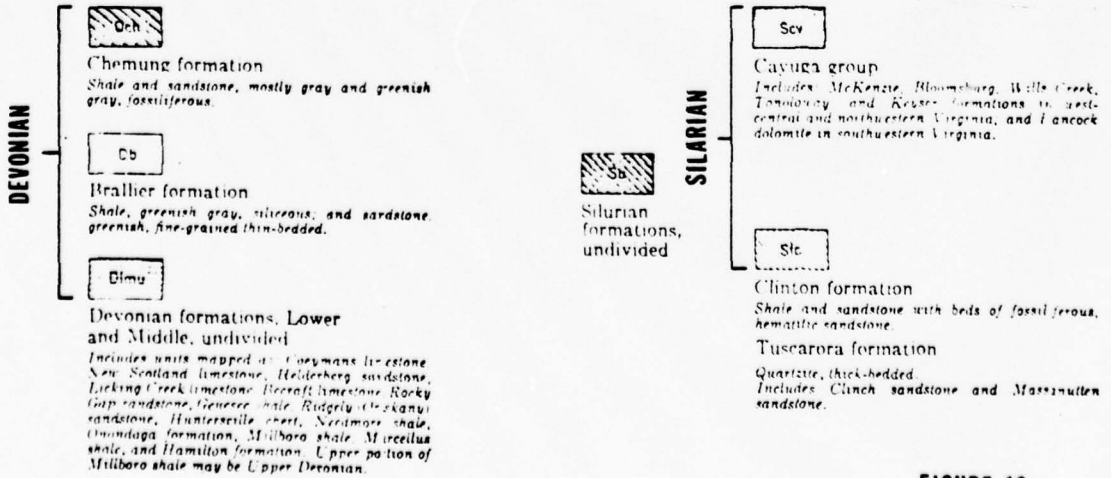 DEVONIAN
Dch
Chemung formation
Shale and sandstone, mostly gray and greenish
gray, fossiliferous.
Db
Brallier formation
Shale, greenish gray, siliceous; and sandstone,
greenish, fine-grained thin-bedded.
Dlmu
Devonian formations, Lower
and Middle, undivided
Includes units mapped as Coeymans limestone
New Scotland limestone, Helderberg sandstone,
Licking Creek limestone Becraft limestone Rocky
Gap sandstone, Genesee shale, Ridgely (Oriskany)
sandstone, Huntersville chert, Needmore shale,
Onondaga formation, Millboro shale, Marcellus
shale, and Hamilton formation. Upper portion of
Millboro shale may be Upper Devonian.
Silurian
formations,
undivided
SILARIAN
Scy
Cayuga group
Includes McKenzie, Bloomsburg, Wills Creek,
Tonoloway and Keyser formations in west-
central and northwestern Virginia, and Hancock
dolomite in southwestern Virginia.
Clinton formation
Shale and sandstone with beds of fossiliferous,
hematitic sandstone.
Tuscarora formation
Quartzite, thick-bedded.
Includes Clinch sandstone and Massanutten
sandstone.